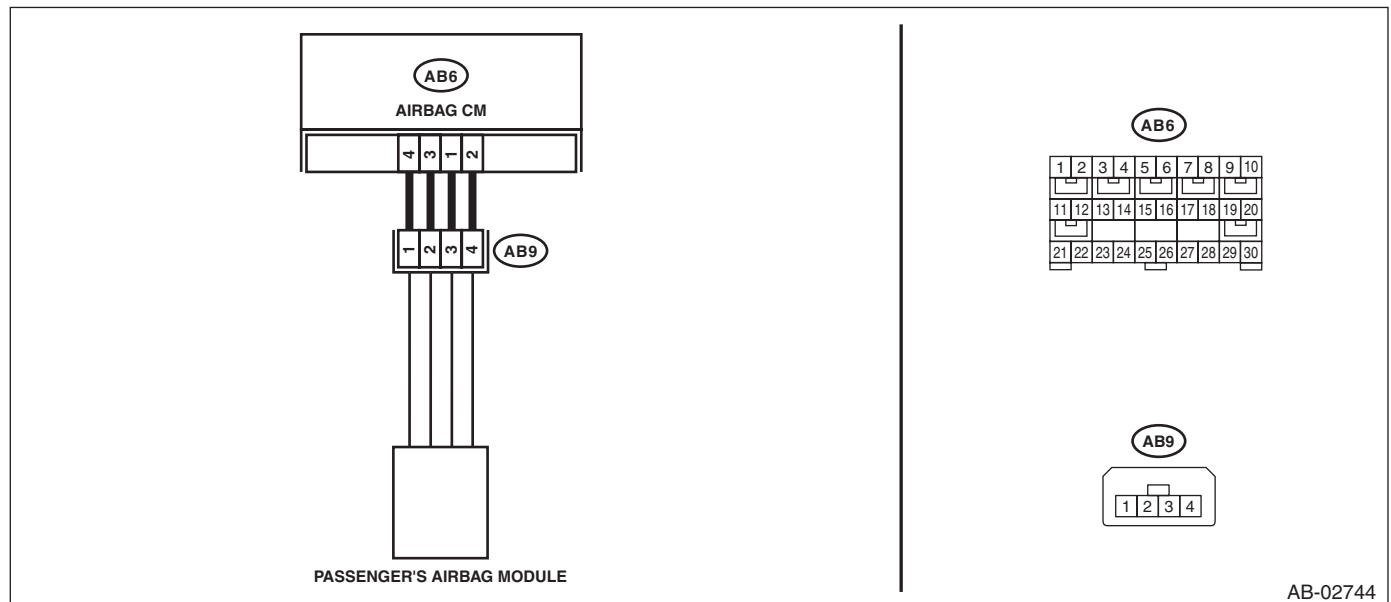 AB6
AIRBAG CM
4 3 1 2
1 2 3 4
AB9
PASSENGER'S AIRBAG MODULE
AB6
1 2 3 4 5 6 7 8 9 10
11 12 13 14 15 16 17 18 19 20
21 22 23 24 25 26 27 28 29 30
AB9
1 2 3 4
AB-02744